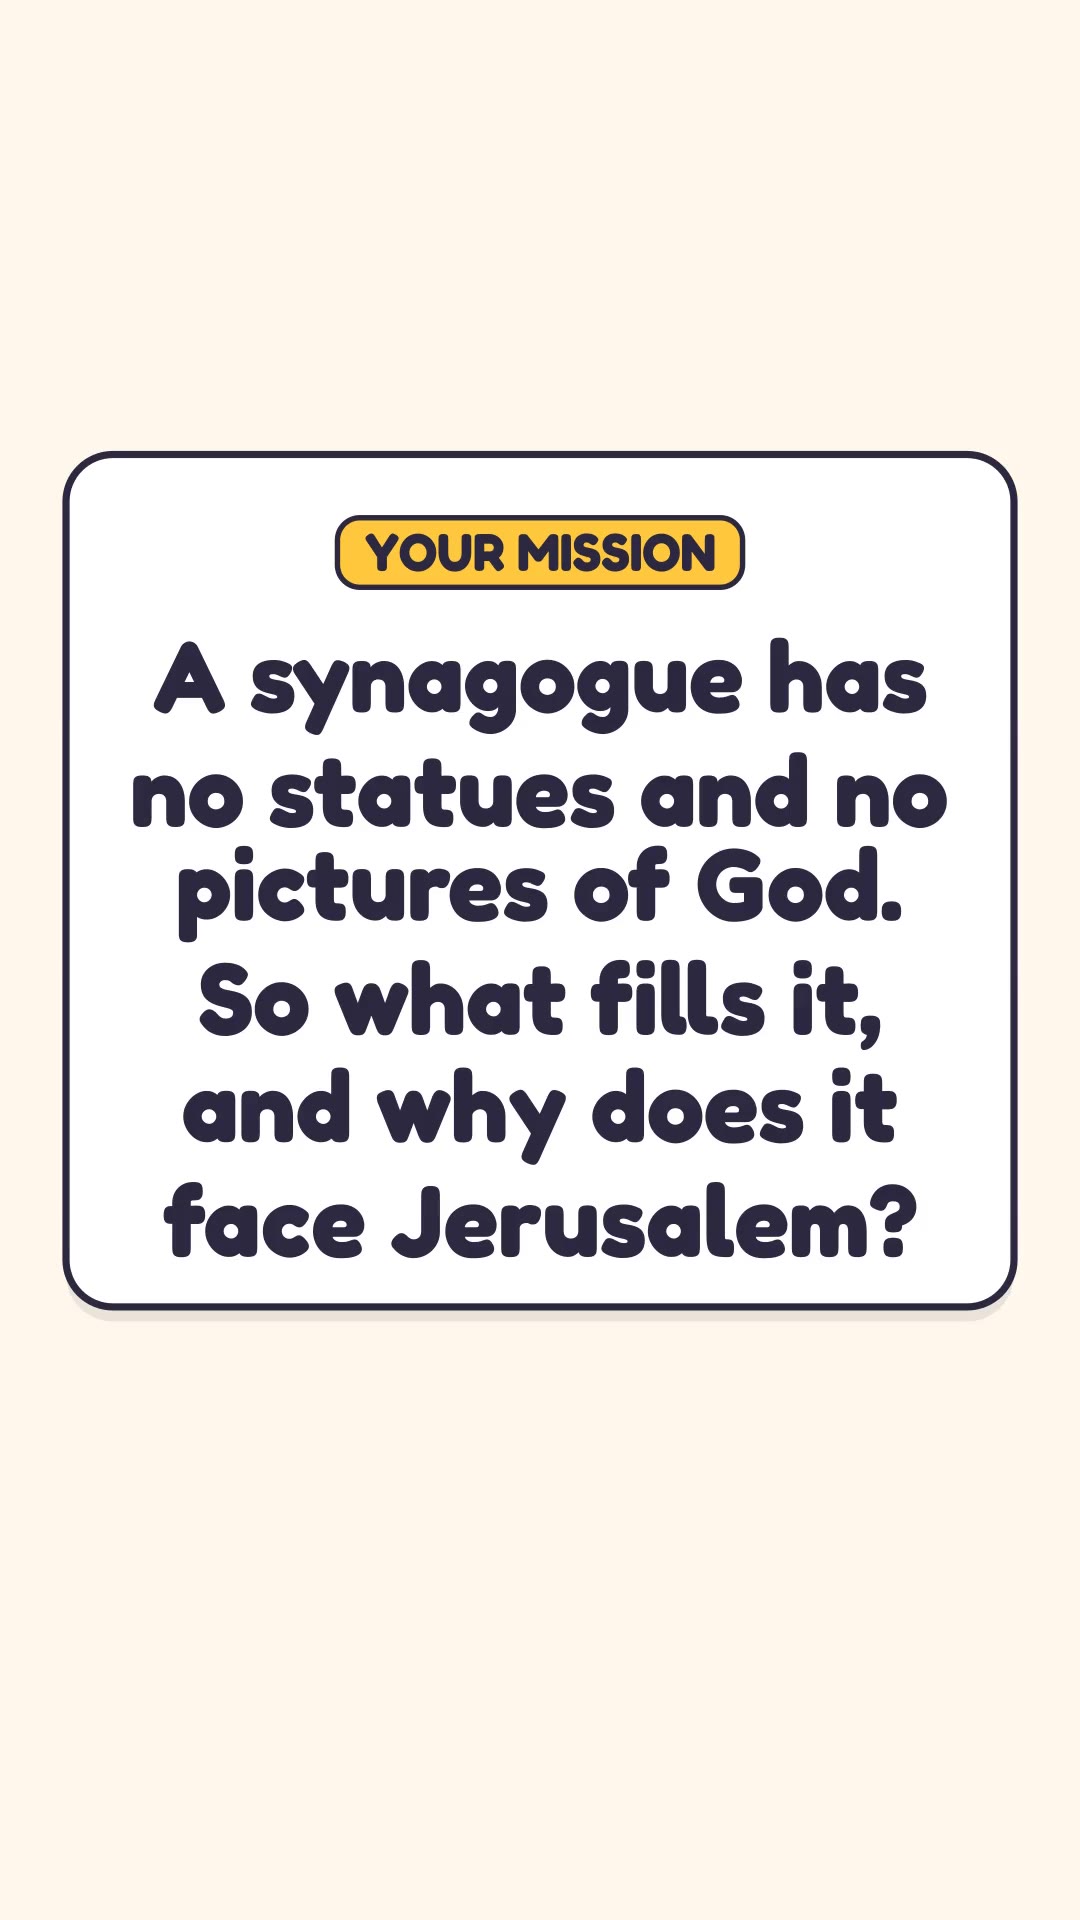 YOUR MISSION
A synagogue has
no statues and no
pictures of God.
So what fills it,
and why does it
face Jerusalem?